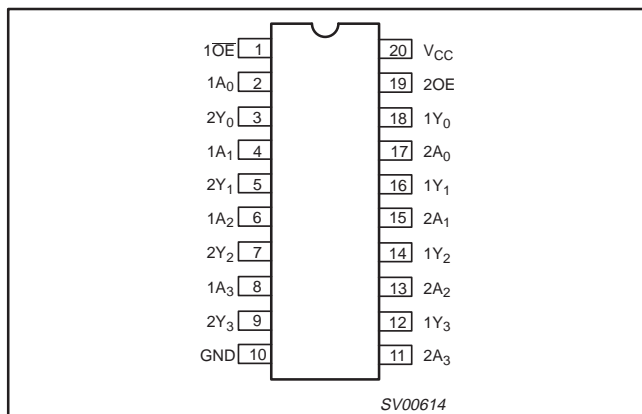 1O̅E̅ 1 20 V_CC
1A₀ 2 19 2OE
2Y₀ 3 18 1Y₀
1A₁ 4 17 2A₀
2Y₁ 5 16 1Y₁
1A₂ 6 15 2A₁
2Y₂ 7 14 1Y₂
1A₃ 8 13 2A₂
2Y₃ 9 12 1Y₃
GND 10 11 2A₃
SV00614